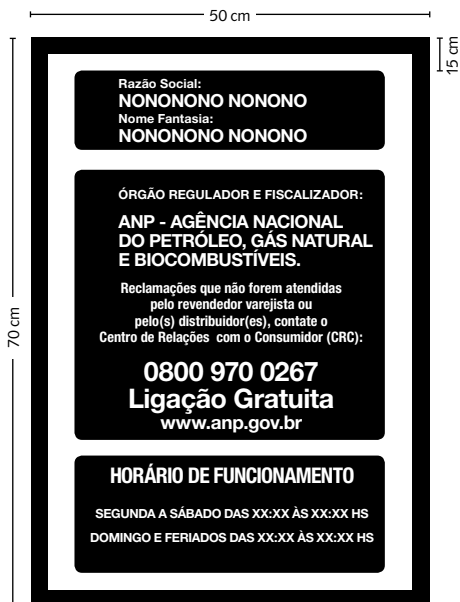 50 cm
15 cm
70 cm
Razão Social:
NONONONO NONONO
Nome Fantasia:
NONONONO NONONO
ÓRGÃO REGULADOR E FISCALIZADOR:
ANP - AGÊNCIA NACIONAL
DO PETRÓLEO, GÁS NATURAL
E BIOCOMBUSTÍVEIS.
Reclamações que não forem atendidas
pelo revendedor varejista ou
pelo(s) distribuidor(es), contate o
Centro de Relações com o Consumidor (CRC):
0800 970 0267
Ligação Gratuita
www.anp.gov.br
HORÁRIO DE FUNCIONAMENTO
SEGUNDA A SÁBADO DAS XX:XX ÀS XX:XX HS
DOMINGO E FERIADOS DAS XX:XX ÀS XX:XX HS